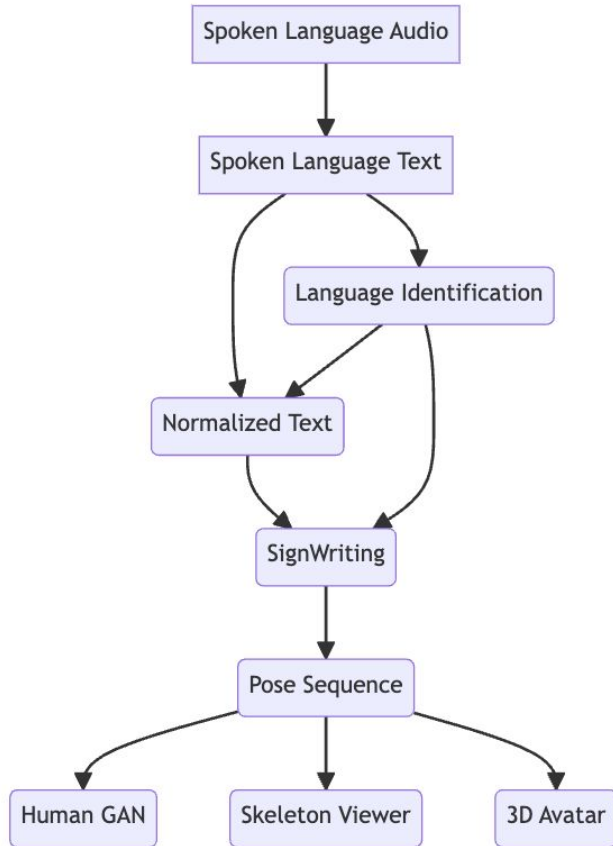 Spoken Language Audio
Spoken Language Text
Language Identification
Normalized Text
SignWriting
Pose Sequence
Human GAN
Skeleton Viewer
3D Avatar